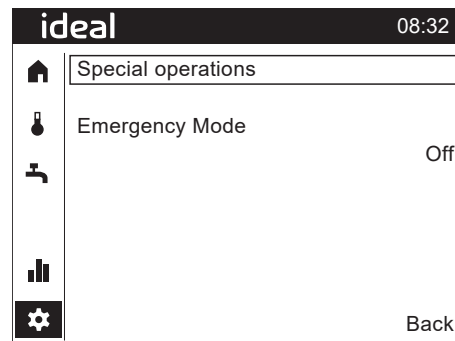 ideal 08:32
Special operations
Emergency Mode
Off
Back